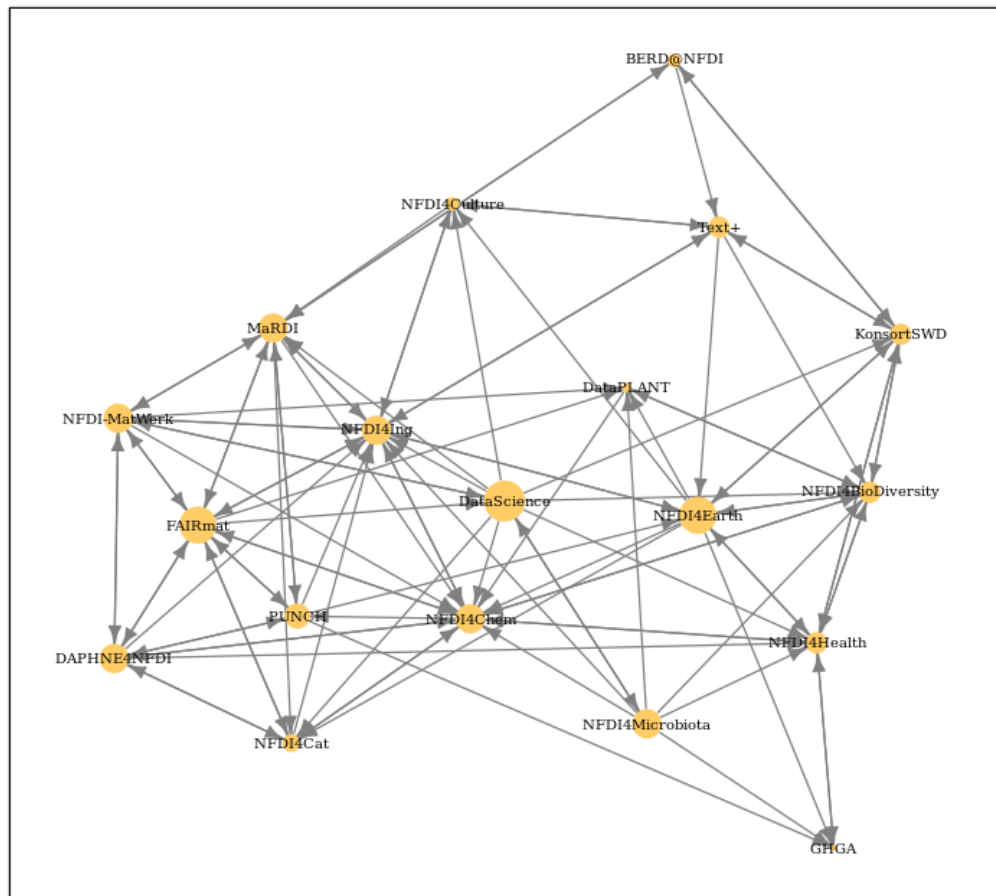 BERD@NFDI
NFDI4Culture
Text+
MaRDI
KonsortSWD
DataPLANT
NFDI-MatWerk
NFDI4Ing
DataScience
NFDI4BioDiversity
NFDI4Earth
FAIRmat
PUNCH
NFDI4Chem
NFDI4Health
DAPHNE4NFDI
NFDI4Microbiota
NFDI4Cat
GHGA